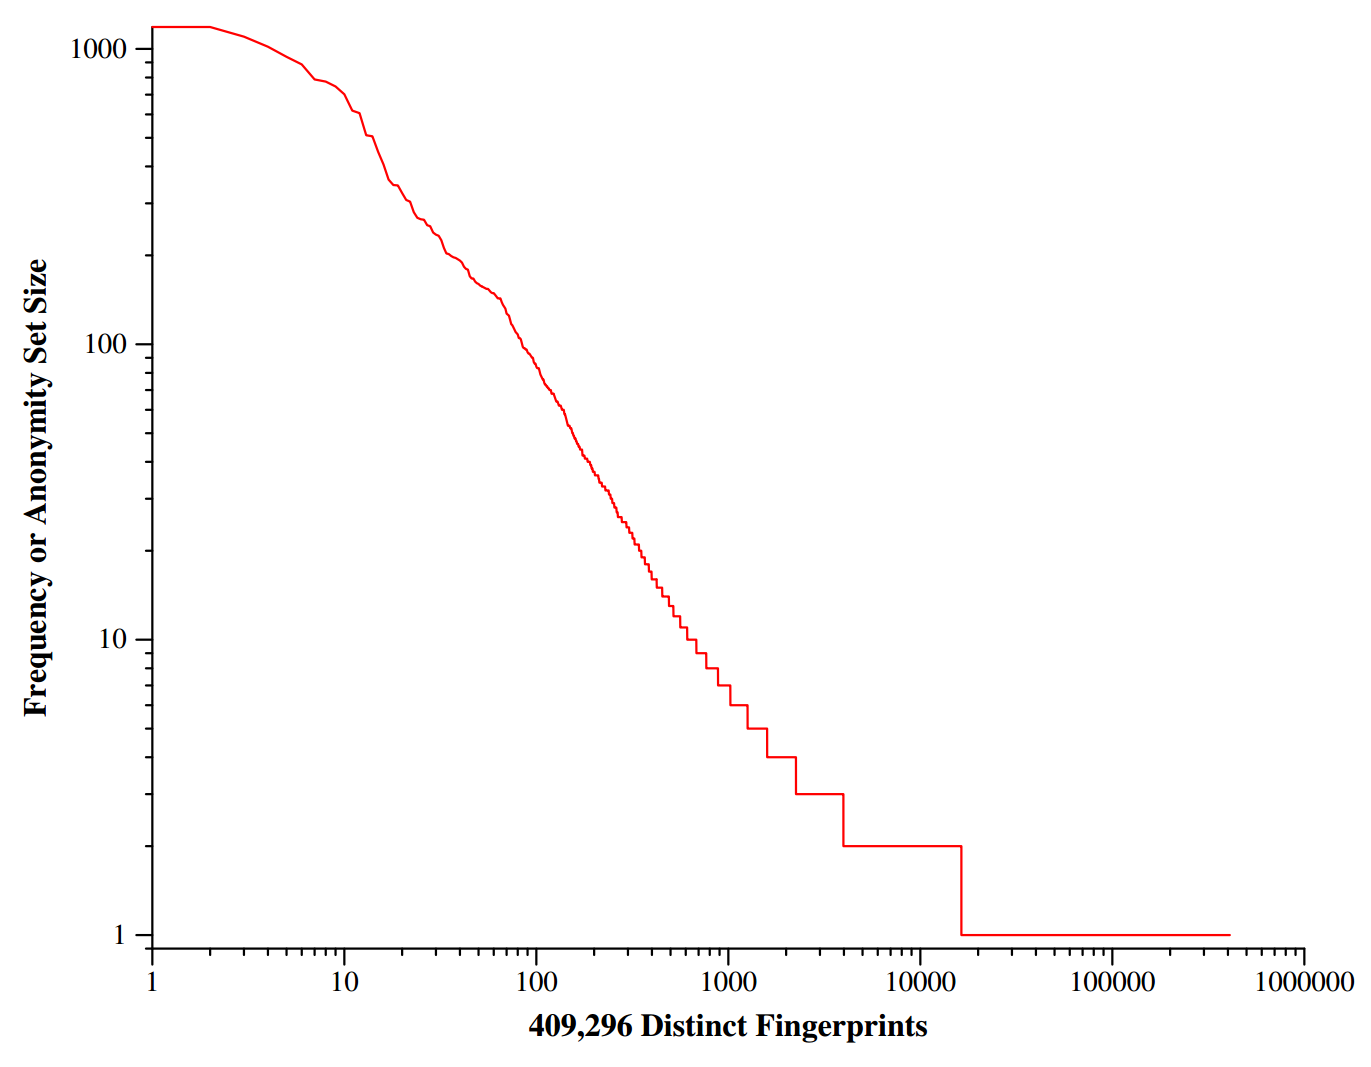 Frequency or Anonymity Set Size
1000
100
10
1
1 10 100 1000 10000 100000 1000000
409,296 Distinct Fingerprints